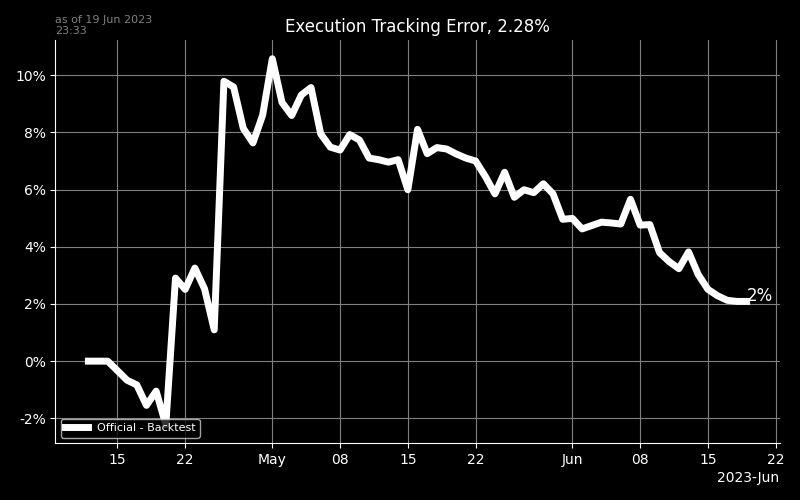 as of 19 Jun 2023
23:33
Execution Tracking Error, 2.28%
10%
8%
6%
4%
2%
0%
-2%
2%
Official - Backtest
15 22 May 08 15 22 Jun 08 15 22
2023-Jun